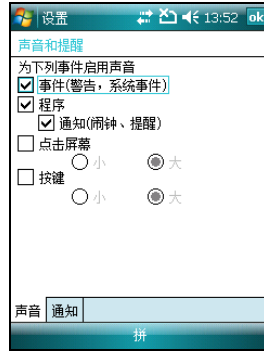 设置 13:52 ok
声音和提醒
为下列事件启用声音
事件(警告，系统事件)
程序
通知(闹钟、提醒)
点击屏幕
小 大
按键
小 大
声音 通知
拼